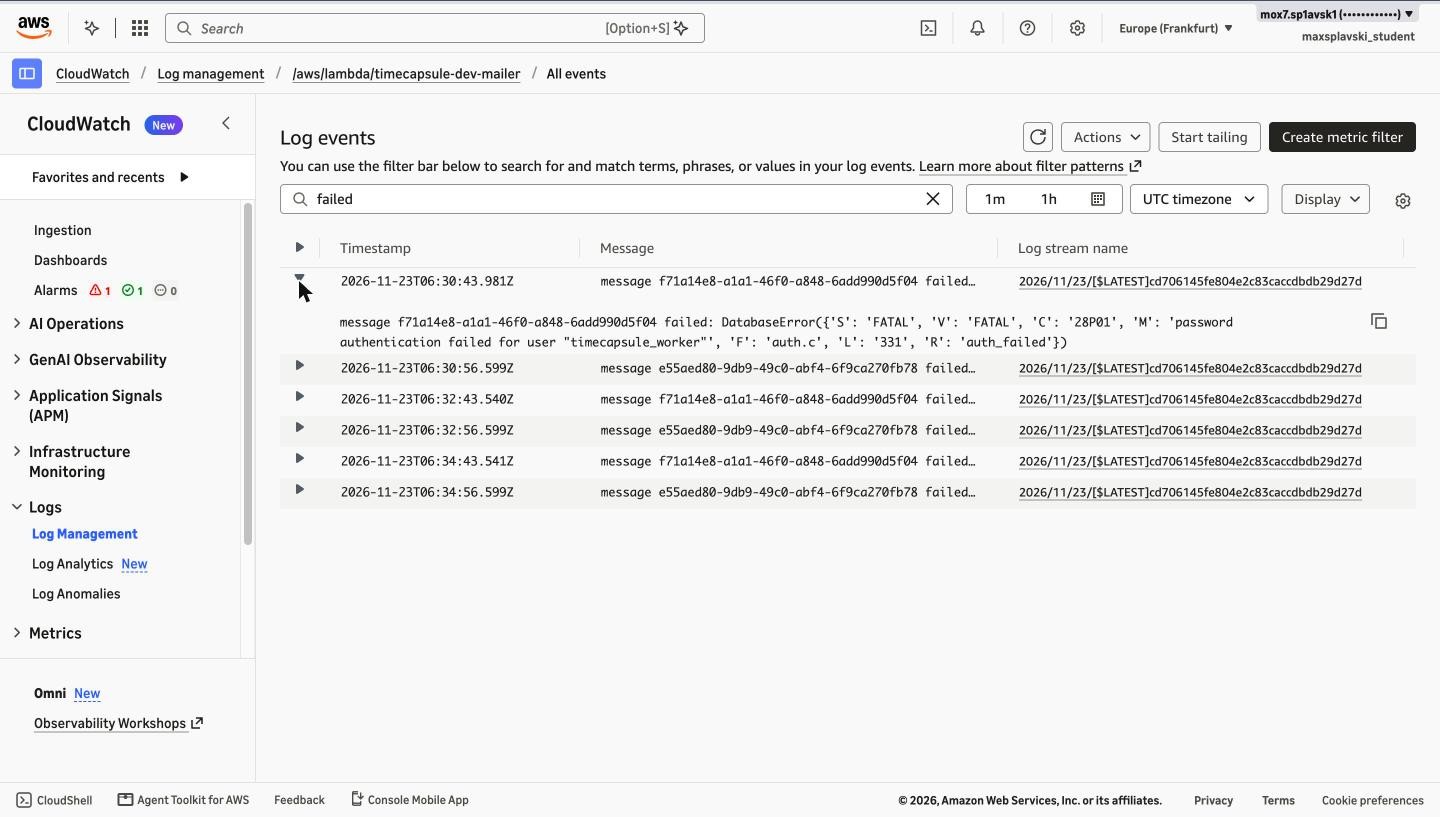 aws
Search [Option+S]
Europe (Frankfurt)
mox7.sp1avsk1 (••••••••••••)
maxsplavski_student
CloudWatch / Log management / /aws/lambda/timecapsule-dev-mailer / All events
CloudWatch New
Favorites and recents
Ingestion
Dashboards
Alarms 1 1 0
AI Operations
GenAI Observability
Application Signals
(APM)
Infrastructure
Monitoring
Logs
Log Management
Log Analytics New
Log Anomalies
Metrics
Omni New
Observability Workshops
Log events
Actions
Start tailing
Create metric filter
You can use the filter bar below to search for and match terms, phrases, or values in your log events. Learn more about filter patterns
failed
1m 1h
UTC timezone
Display
Timestamp Message Log stream name
2026-11-23T06:30:43.981Z message f71a14e8-a1a1-46f0-a848-6add990d5f04 failed… 2026/11/23/[$LATEST]cd706145fe804e2c83caccdbdb29d27d
message f71a14e8-a1a1-46f0-a848-6add990d5f04 failed: DatabaseError({'S': 'FATAL', 'V': 'FATAL', 'C': '28P01', 'M': 'password
authentication failed for user "timecapsule_worker"', 'F': 'auth.c', 'L': '331', 'R': 'auth_failed'})
2026-11-23T06:30:56.599Z message e55aed80-9db9-49c0-abf4-6f9ca270fb78 failed… 2026/11/23/[$LATEST]cd706145fe804e2c83caccdbdb29d27d
2026-11-23T06:32:43.540Z message f71a14e8-a1a1-46f0-a848-6add990d5f04 failed… 2026/11/23/[$LATEST]cd706145fe804e2c83caccdbdb29d27d
2026-11-23T06:32:56.599Z message e55aed80-9db9-49c0-abf4-6f9ca270fb78 failed… 2026/11/23/[$LATEST]cd706145fe804e2c83caccdbdb29d27d
2026-11-23T06:34:43.541Z message f71a14e8-a1a1-46f0-a848-6add990d5f04 failed… 2026/11/23/[$LATEST]cd706145fe804e2c83caccdbdb29d27d
2026-11-23T06:34:56.599Z message e55aed80-9db9-49c0-abf4-6f9ca270fb78 failed… 2026/11/23/[$LATEST]cd706145fe804e2c83caccdbdb29d27d
CloudShell Agent Toolkit for AWS Feedback Console Mobile App © 2026, Amazon Web Services, Inc. or its affiliates. Privacy Terms Cookie preferences